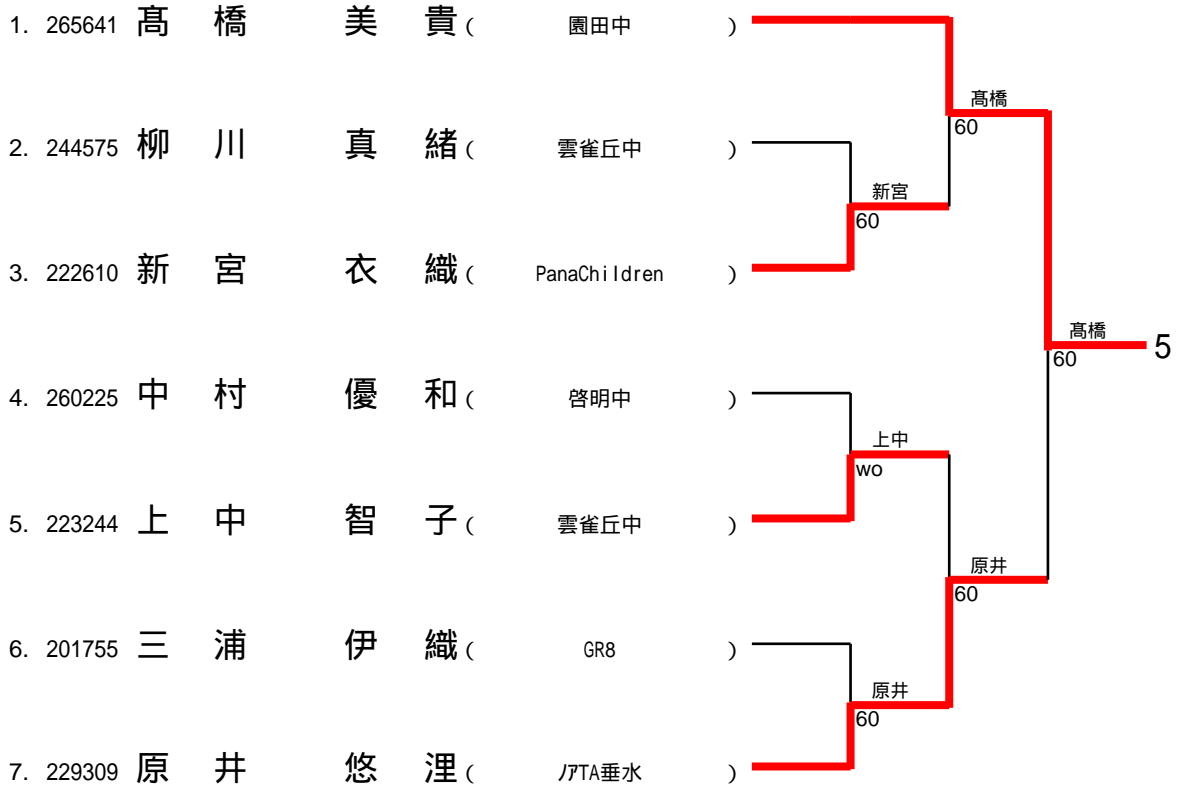 1. 265641 髙 橋 美 貴 ( 園田中 )
髙橋
60
2. 244575 柳 川 真 緒 ( 雲雀丘中 )
新宮
60
3. 222610 新 宮 衣 織 ( PanaChildren )
髙橋
60
5
4. 260225 中 村 優 和 ( 啓明中 )
上中
wo
5. 223244 上 中 智 子 ( 雲雀丘中 )
原井
60
6. 201755 三 浦 伊 織 ( GR8 )
原井
60
7. 229309 原 井 悠 浬 ( ノアTA垂水 )